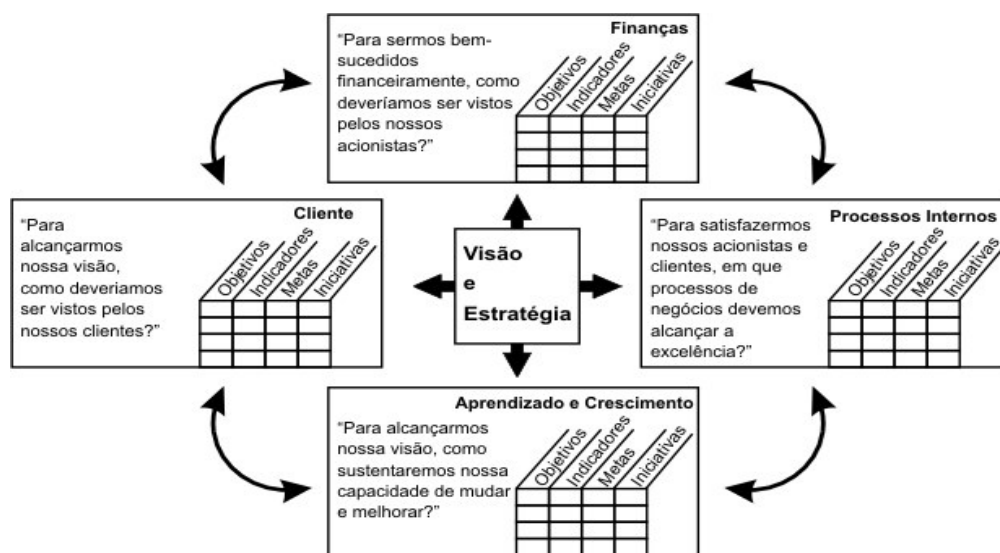 Finanças
“Para sermos bem-
sucedidos
financeiramente, como
deveríamos ser vistos
pelos nossos
acionistas?”
Objetivos
Indicadores
Metas
Iniciativas
Cliente
“Para
alcançarmos
nossa visão,
como deveriamos
ser vistos pelos
nossos clientes?”
Objetivos
Indicadores
Metas
Iniciativas
Visão
e
Estratégia
Processos Internos
“Para satisfazermos
nossos acionistas e
clientes, em que
processos de
negócios devemos
alcançar a
excelência?”
Objetivos
Indicadores
Metas
Iniciativas
Aprendizado e Crescimento
“Para alcançarmos
nossa visão, como
sustentaremos nossa
capacidade de mudar
e melhorar?”
Objetivos
Indicadores
Metas
Iniciativas